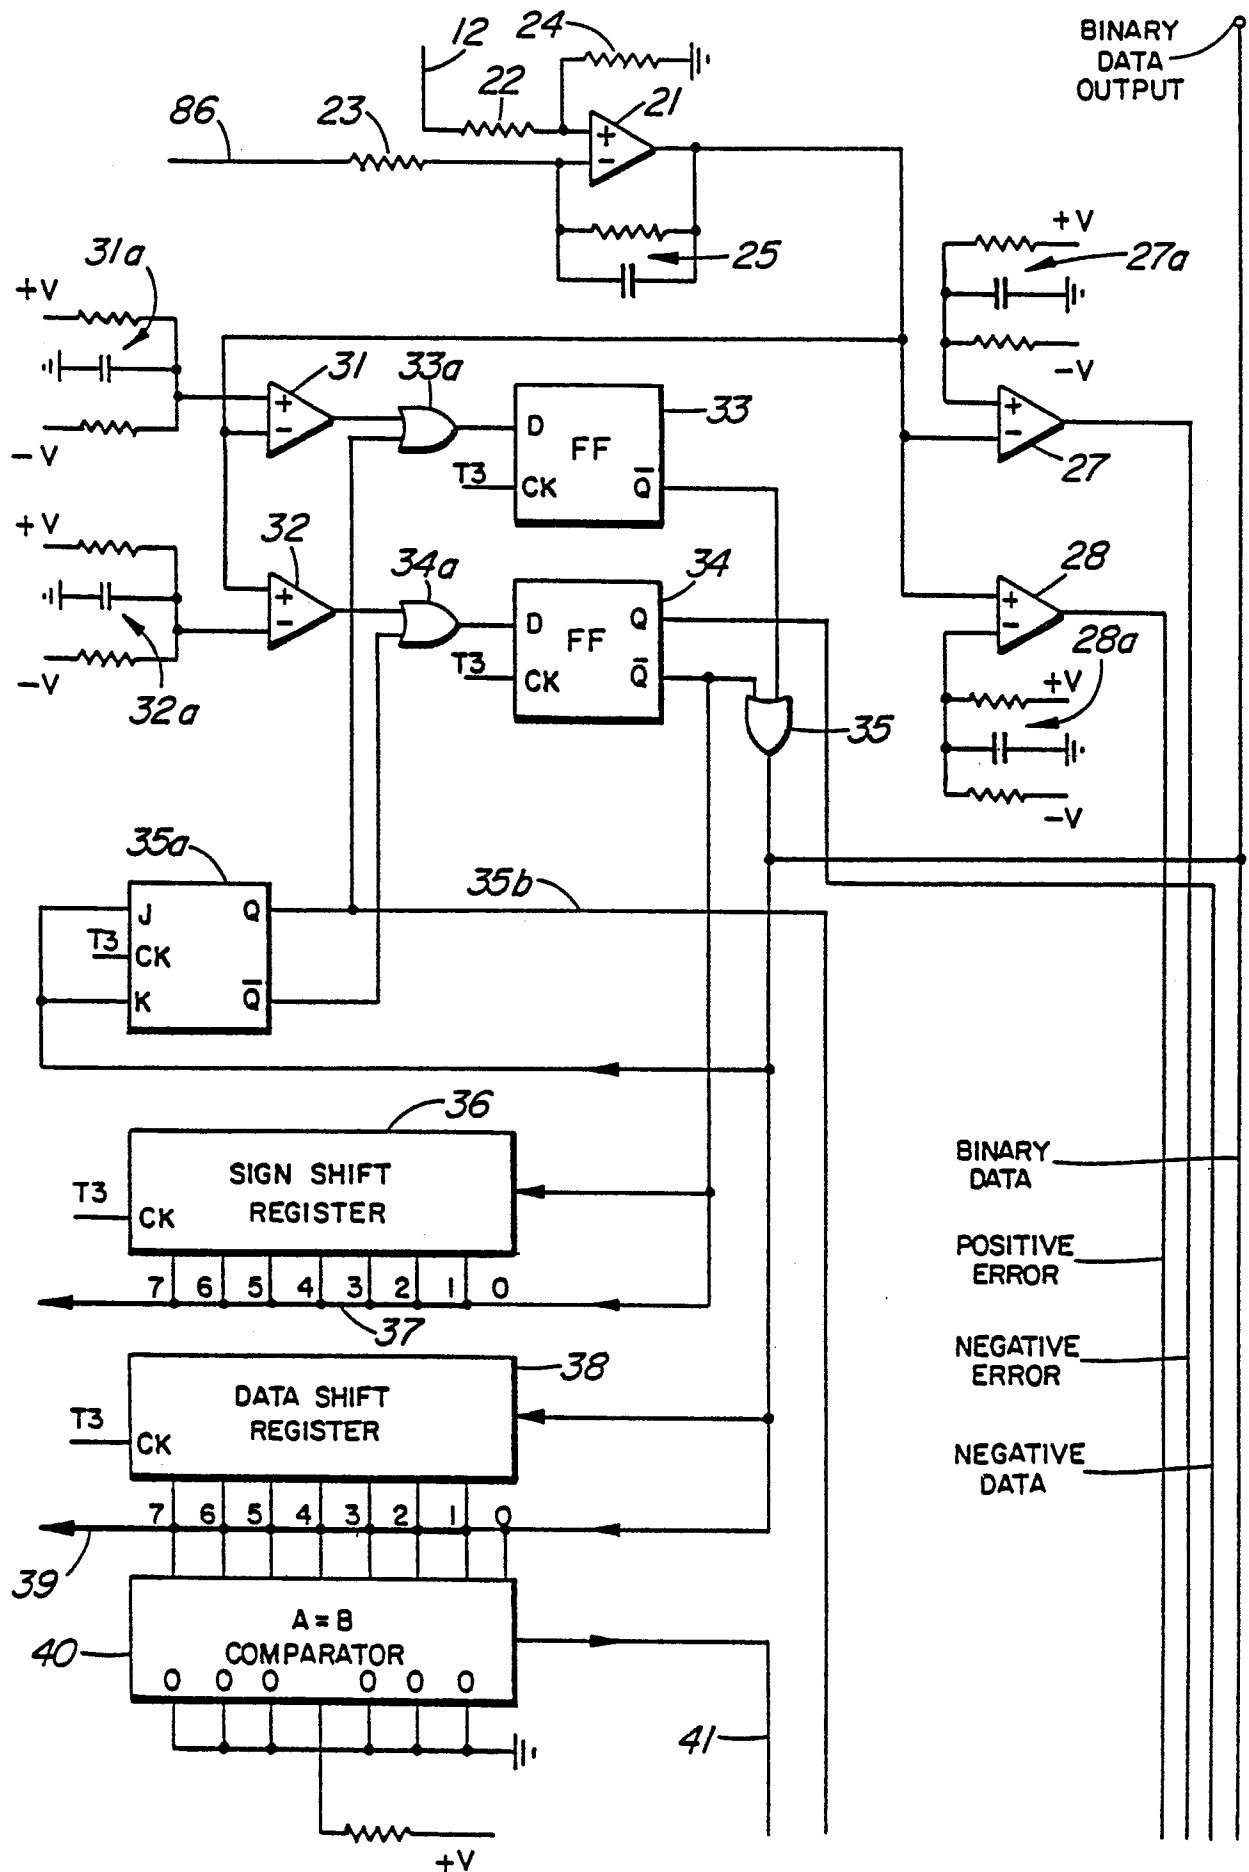 12
24
BINARY
DATA
OUTPUT
22
21
86
23
+
−
25
+V
27a
−V
31a
+V
−V
31
33a
33
+
−
D
FF
T3
CK
Q̄
+
−
27
+V
−V
32a
32
34a
34
+
−
D
FF
Q
T3
CK
Q̄
28
+
−
28a
+V
−V
35
35a
35b
J
Q
T3
CK
K
Q̄
36
SIGN SHIFT
REGISTER
T3
CK
7 6 5 4 3 2 1 0
37
BINARY
DATA
POSITIVE
ERROR
NEGATIVE
ERROR
NEGATIVE
DATA
38
DATA SHIFT
REGISTER
T3
CK
7 6 5 4 3 2 1 0
39
A=B
COMPARATOR
40
0 0 0 0 0 0
41
+V